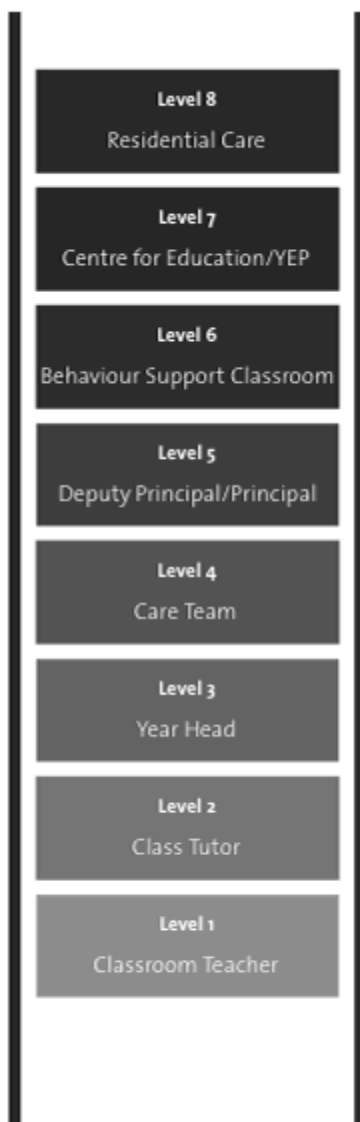 Level 8
Residential Care
Level 7
Centre for Education/YEP
Level 6
Behaviour Support Classroom
Level 5
Deputy Principal/Principal
Level 4
Care Team
Level 3
Year Head
Level 2
Class Tutor
Level 1
Classroom Teacher